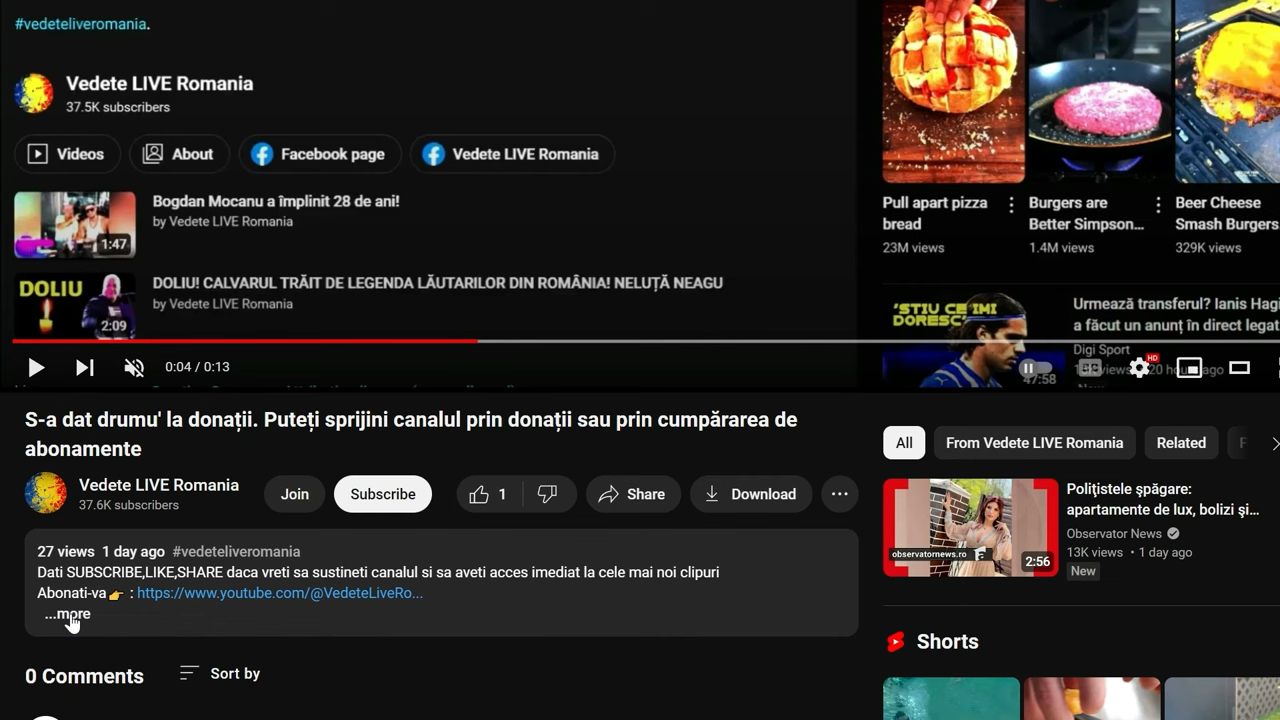 #vedeteliveromania.
Vedete LIVE Romania
37.5K subscribers
Videos
About
Facebook page
Vedete LIVE Romania
Bogdan Mocanu a împlinit 28 de ani!
by Vedete LIVE Romania
1:47
DOLIU! CALVARUL TRĂIT DE LEGENDA LĂUTARILOR DIN ROMÂNIA! NELUȚĂ NEAGU
by Vedete LIVE Romania
DOLIU
2:09
0:04 / 0:13
HD
Pull apart pizza
bread
23M views
Burgers are
Better Simpson...
1.4M views
Beer Cheese
Smash Burgers
329K views
'STIU CE IMI
DORESC'
47:58
Urmează transferul? Ianis Hagi
a făcut un anunț în direct legat
Digi Sport
S-a dat drumu' la donații. Puteți sprijini canalul prin donații sau prin cumpărarea de
abonamente
Vedete LIVE Romania
37.6K subscribers
Join
Subscribe
1
Share
Download
27 views 1 day ago #vedeteliveromania
Dati SUBSCRIBE,LIKE,SHARE daca vreti sa sustineti canalul si sa aveti acces imediat la cele mai noi clipuri
Abonati-va👉 : https://www.youtube.com/@VedeteLiveRo...
...more
0 Comments
Sort by
All
From Vedete LIVE Romania
Related
observatornews.ro
2:56
Polițistele șpăgare:
apartamente de lux, bolizi și...
Observator News
13K views • 1 day ago
New
Shorts